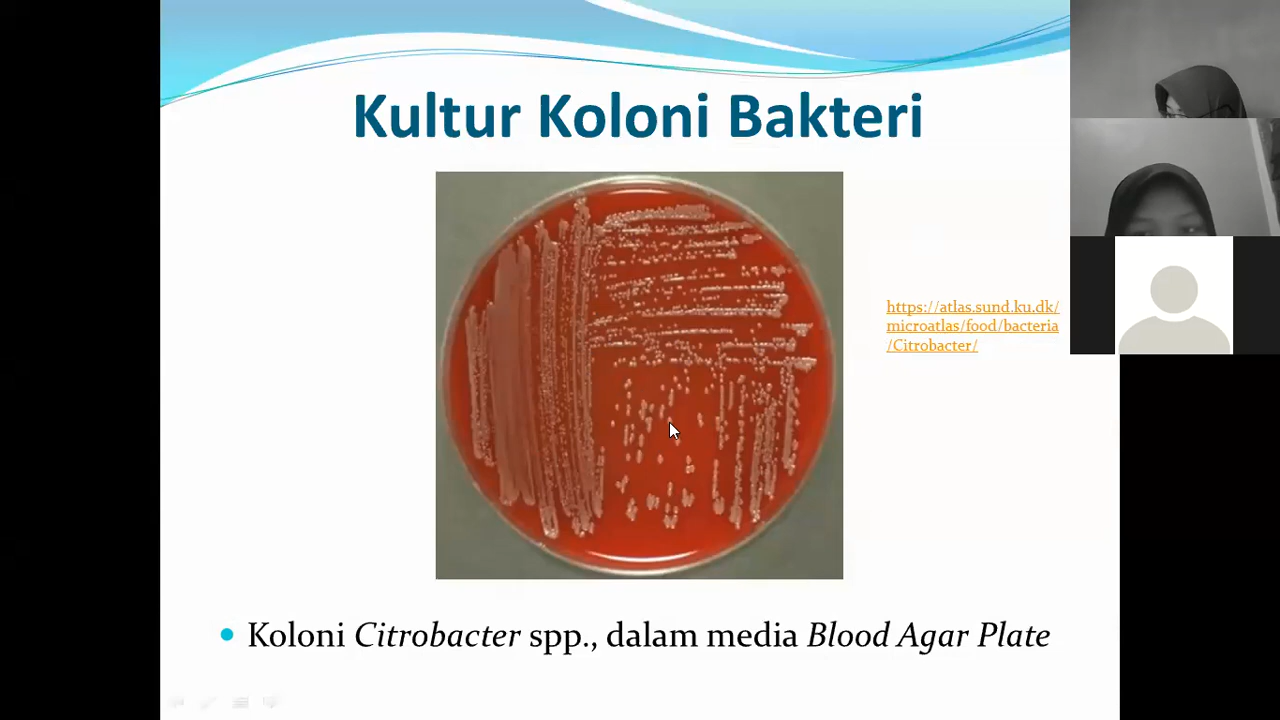 Kultur Koloni Bakteri
https://atlas.sund.ku.dk/
microatlas/food/bacteria
/Citrobacter/
Koloni Citrobacter spp., dalam media Blood Agar Plate